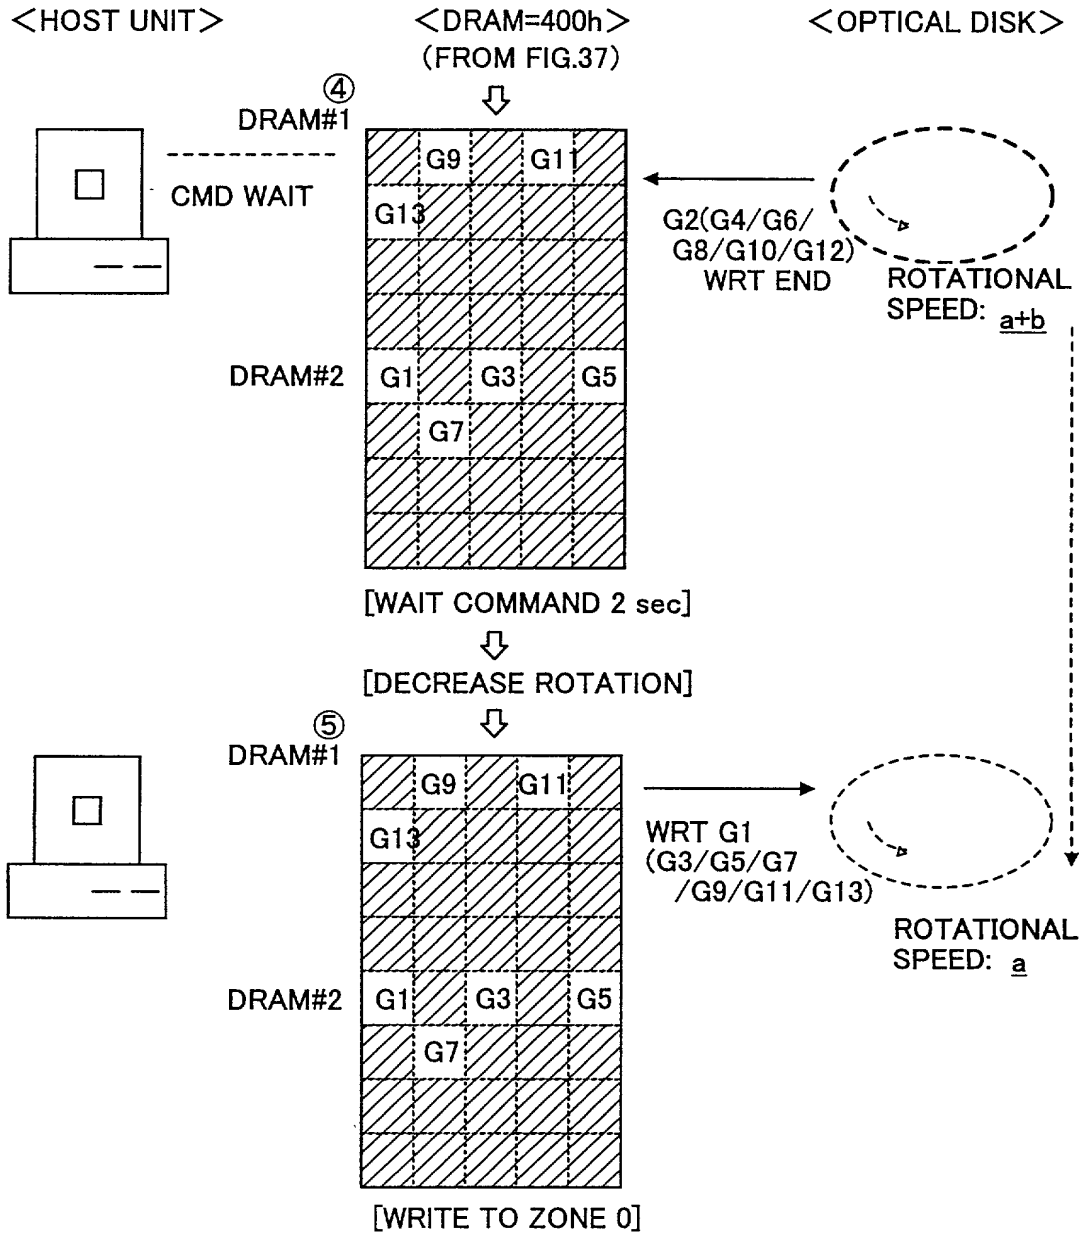 <HOST UNIT> <DRAM=400h> <OPTICAL DISK>
(FROM FIG.37)
④
DRAM#1
CMD WAIT
G9 G11
G13
G2(G4/G6/
G8/G10/G12)
WRT END
ROTATIONAL
SPEED: a+b
DRAM#2
G1 G3 G5
G7
[WAIT COMMAND 2 sec]
[DECREASE ROTATION]
⑤
DRAM#1
G9 G11
G13
WRT G1
(G3/G5/G7
/G9/G11/G13)
ROTATIONAL
SPEED: a
DRAM#2
G1 G3 G5
G7
[WRITE TO ZONE 0]